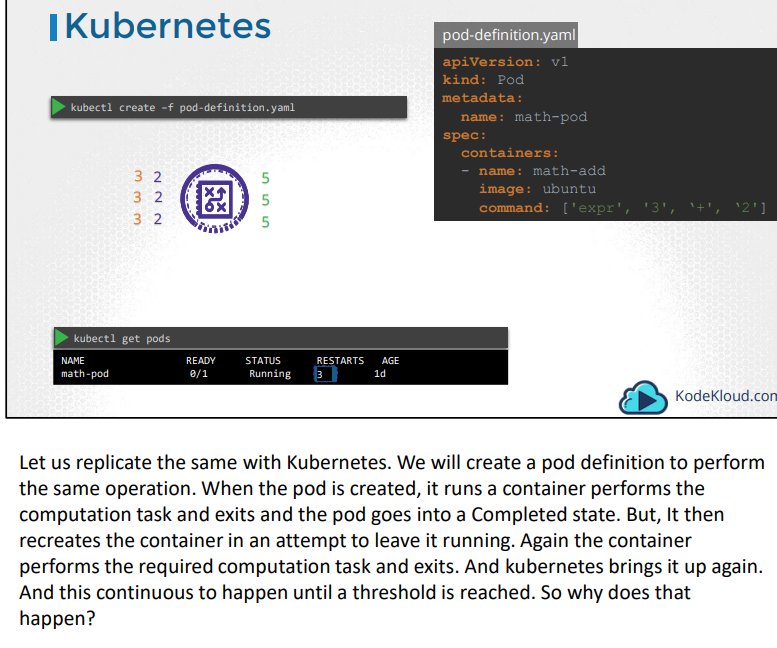 Kubernetes
pod-definition.yaml
apiVersion: v1
kind: Pod
metadata:
name: math-pod
spec:
containers:
- name: math-add
image: ubuntu
command: ['expr', '3', '+', '2']
kubectl create –f pod-definition.yaml
3 2 5
3 2 5
3 2 5
kubectl get pods
NAME READY STATUS RESTARTS AGE
math-pod 0/1 Running 3 1d
KodeKloud.com
Let us replicate the same with Kubernetes. We will create a pod definition to perform
the same operation. When the pod is created, it runs a container performs the
computation task and exits and the pod goes into a Completed state. But, It then
recreates the container in an attempt to leave it running. Again the container
performs the required computation task and exits. And kubernetes brings it up again.
And this continuous to happen until a threshold is reached. So why does that
happen?